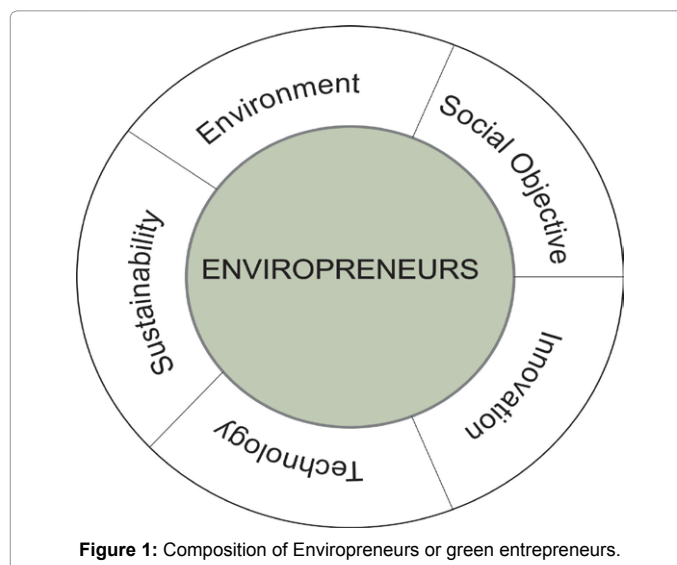 Environment
Social Objective
Innovation
Technology
Sustainability
ENVIROPRENEURS
Figure 1: Composition of Enviropreneurs or green entrepreneurs.